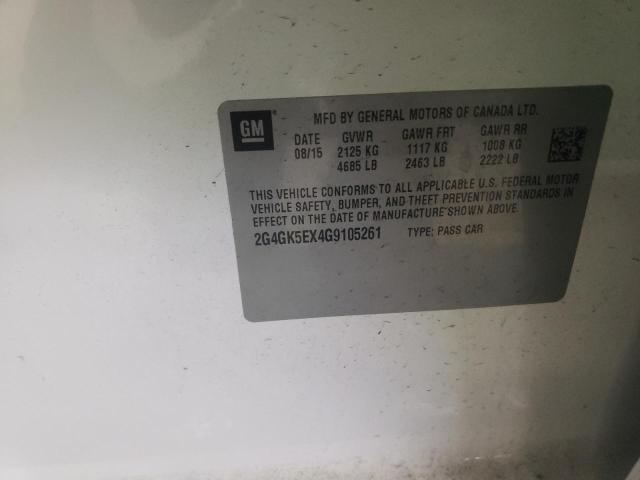 GM
MFD BY GENERAL MOTORS OF CANADA LTD.
DATE GVWR GAWR FRT GAWR RR
08/15 2125 KG 1117 KG 1008 KG
4685 LB 2463 LB 2222 LB
THIS VEHICLE CONFORMS TO ALL APPLICABLE U.S. FEDERAL MOTOR
VEHICLE SAFETY, BUMPER, AND THEFT PREVENTION STANDARDS IN
EFFECT ON THE DATE OF MANUFACTURE SHOWN ABOVE.
2G4GK5EX4G9105261 TYPE: PASS CAR